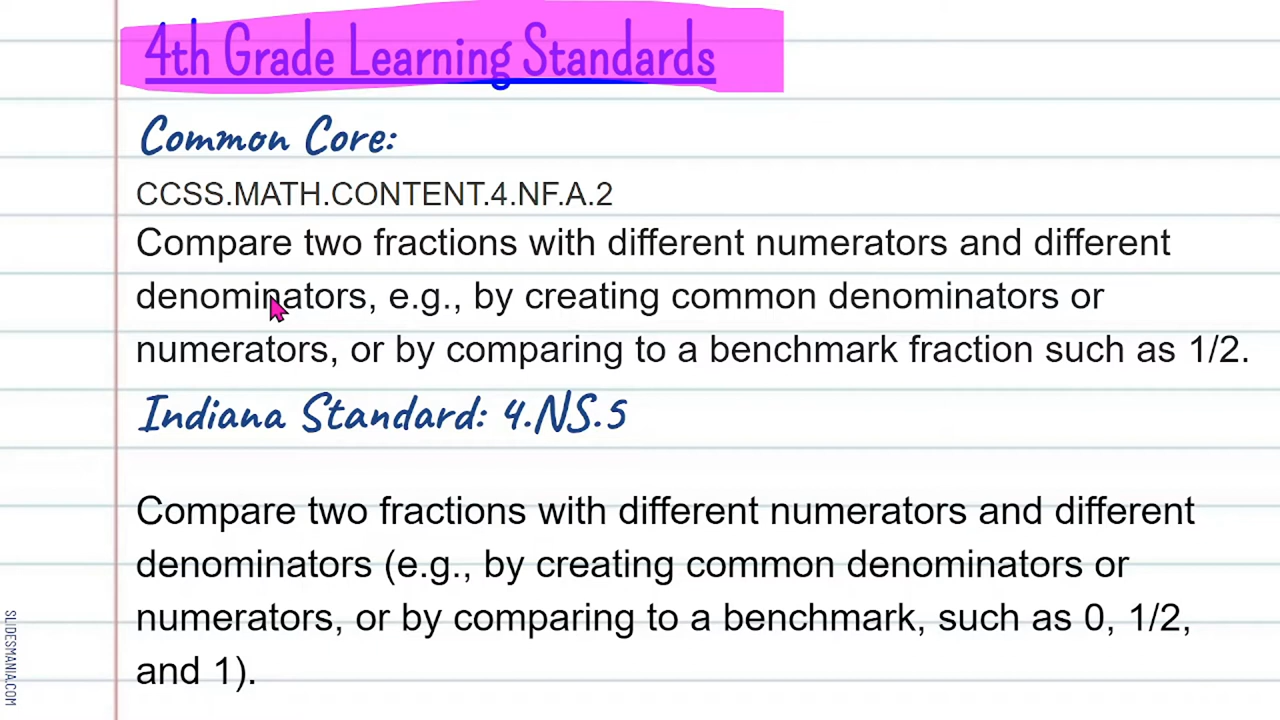 4th Grade Learning Standards
Common Core:
CCSS.MATH.CONTENT.4.NF.A.2
Compare two fractions with different numerators and different
denominators, e.g., by creating common denominators or
numerators, or by comparing to a benchmark fraction such as 1/2.
Indiana Standard: 4.NS.5
Compare two fractions with different numerators and different
denominators (e.g., by creating common denominators or
numerators, or by comparing to a benchmark, such as 0, 1/2,
and 1).
SLIDESMANIA.COM